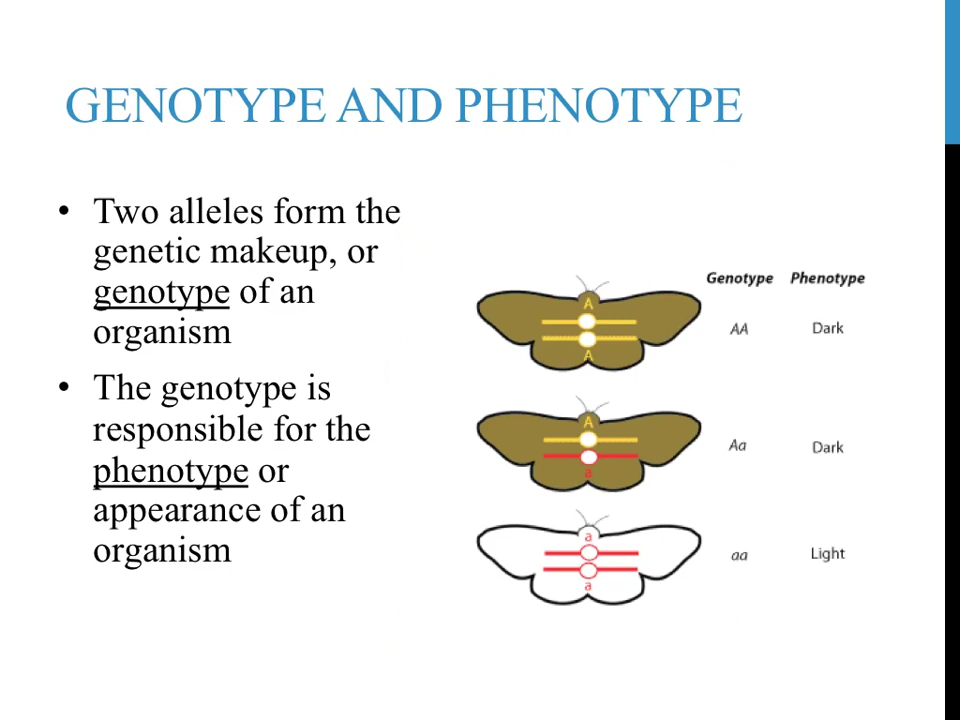 GENOTYPE AND PHENOTYPE
• Two alleles form the
genetic makeup, or
genotype of an
organism
• The genotype is
responsible for the
phenotype or
appearance of an
organism
Genotype Phenotype
A
A
AA Dark
A
a
Aa Dark
a
a
aa Light